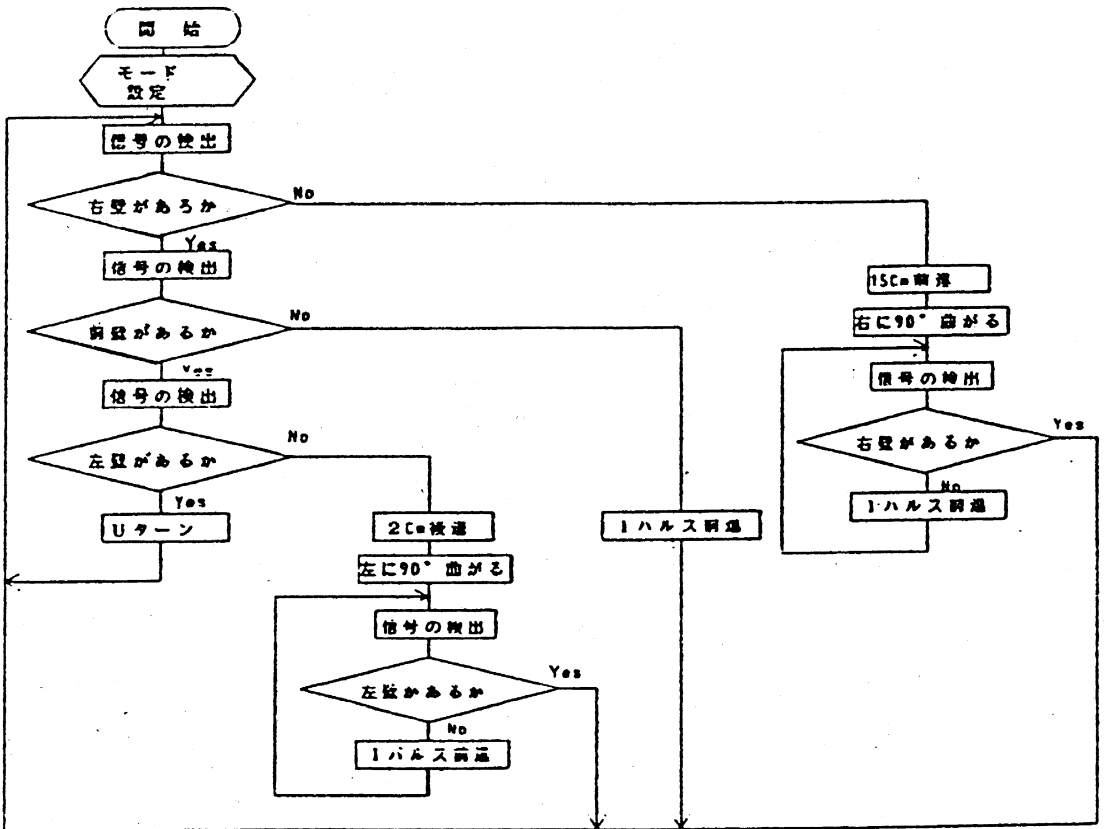 開始
モード
設定
信号の検出
右壁があるか
No
Yes
信号の検出
前壁があるか
No
Yes
信号の検出
左壁があるか
No
Yes
Uターン
2Cm後進
左に90°曲がる
信号の検出
左壁があるか
Yes
No
1パルス前進
1パルス前進
15Cm前進
右に90°曲がる
信号の検出
右壁があるか
Yes
No
1パルス前進